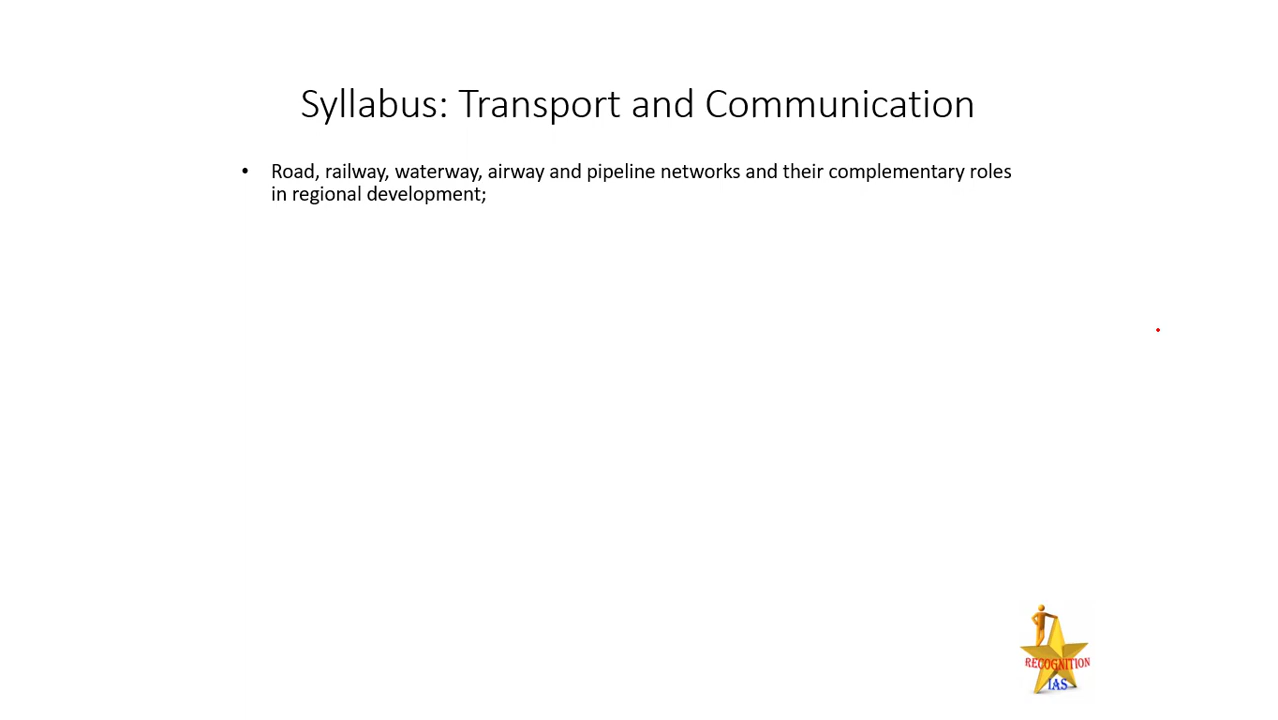 Syllabus: Transport and Communication
• Road, railway, waterway, airway and pipeline networks and their complementary roles
in regional development;
RECOGNITION
IAS